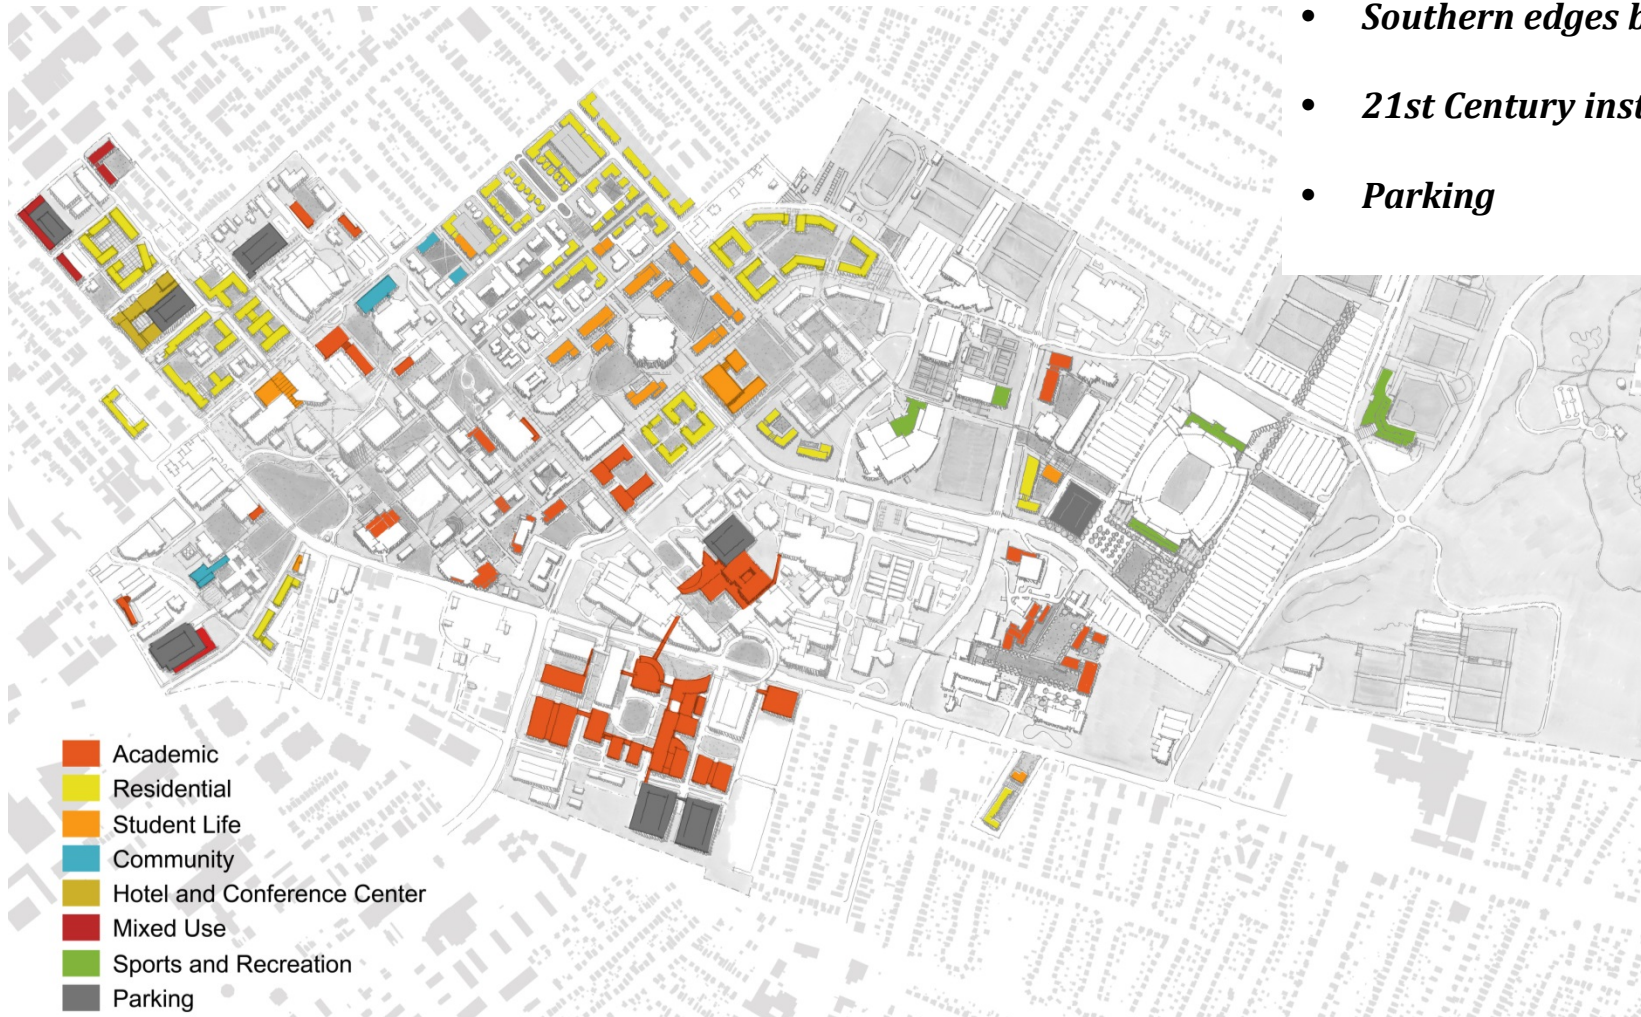 • Southern edges b
• 21st Century inst
• Parking
Academic
Residential
Student Life
Community
Hotel and Conference Center
Mixed Use
Sports and Recreation
Parking